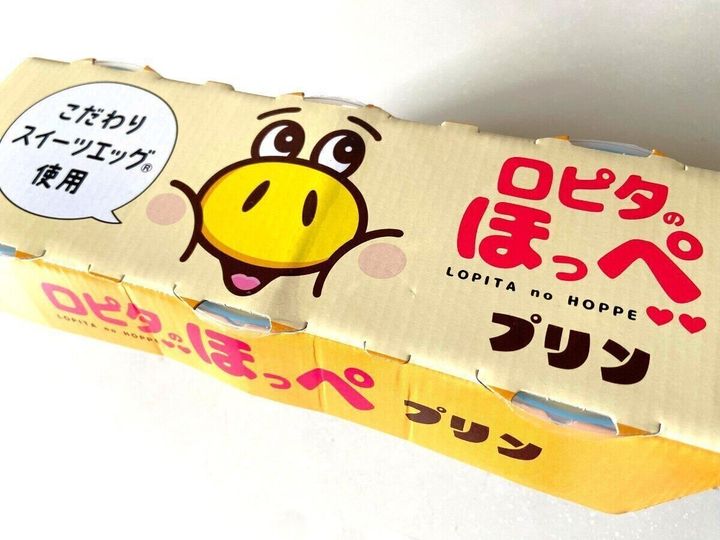 こだわり
スイーツエッグ®
使用
ロピタの
ほっぺ
LOPITA no HOPPE
プリン
ロピタの
LOPITA no HOPPE
ほっぺ
プリン